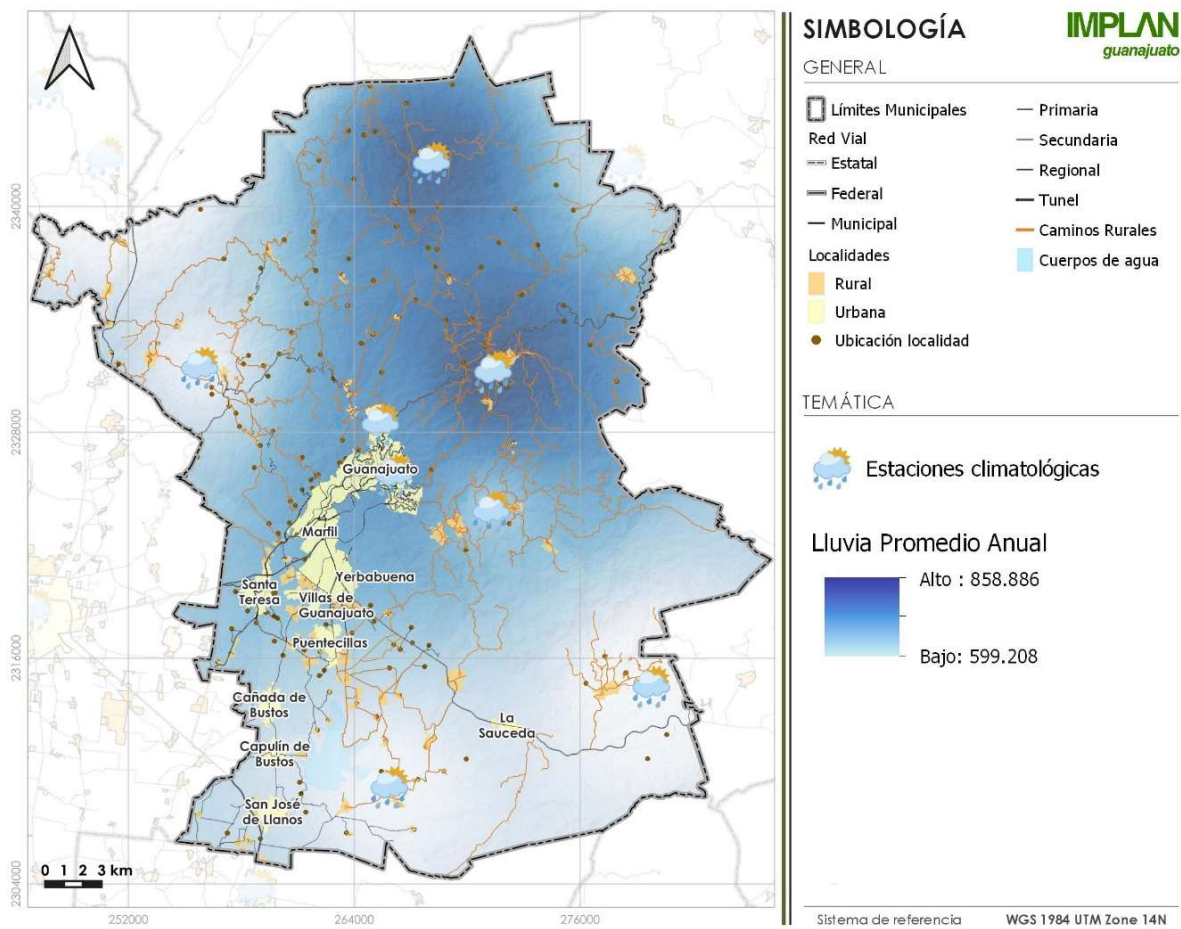 SIMBOLOGÍA
IMPLAN
guanajuato
GENERAL
Límites Municipales
Red Vial
Estatal
Federal
Municipal
Localidades
Rural
Urbana
Ubicación localidad
Primaria
Secundaria
Regional
Tunel
Caminos Rurales
Cuerpos de agua
TEMÁTICA
Estaciones climatológicas
Lluvia Promedio Anual
Alto : 858.886
Bajo: 599.208
Sistema de referencia
WGS 1984 UTM Zone 14N
Guanajuato
Marfil
Yerbabuena
Santa
Teresa
Villas de
Guanajuato
Puentecillas
Cañada de
Bustos
La
Sauceda
Capulín de
Bustos
San José
de Llanos
0 1 2 3 km
2340000
2328000
2316000
2304000
252000
264000
276000